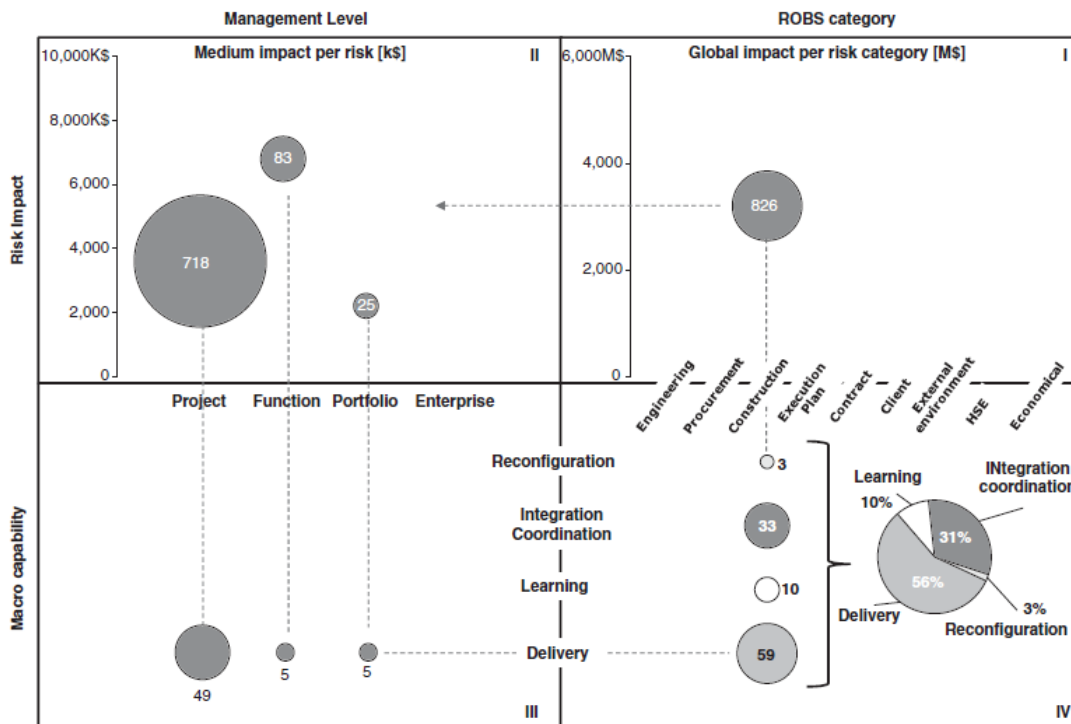 Management Level
ROBS category
Medium impact per risk [k$]
II
Global impact per risk category [M$]
I
Risk Impact
10,000K$
8,000K$
6,000
4,000
2,000
0
83
718
25
6,000M$
4,000
2,000
0
826
Project
Function
Portfolio
Enterprise
Engineering
Procurement
Construction
Execution
Plan
Contract
Client
External
environment
HSE
Economical
Macro capability
Reconfiguration
3
Integration
Coordination
33
Learning
10
Delivery
59
49
5
5
Learning
10%
INtegration
coordination
31%
56%
Delivery
3%
Reconfiguration
III
IV